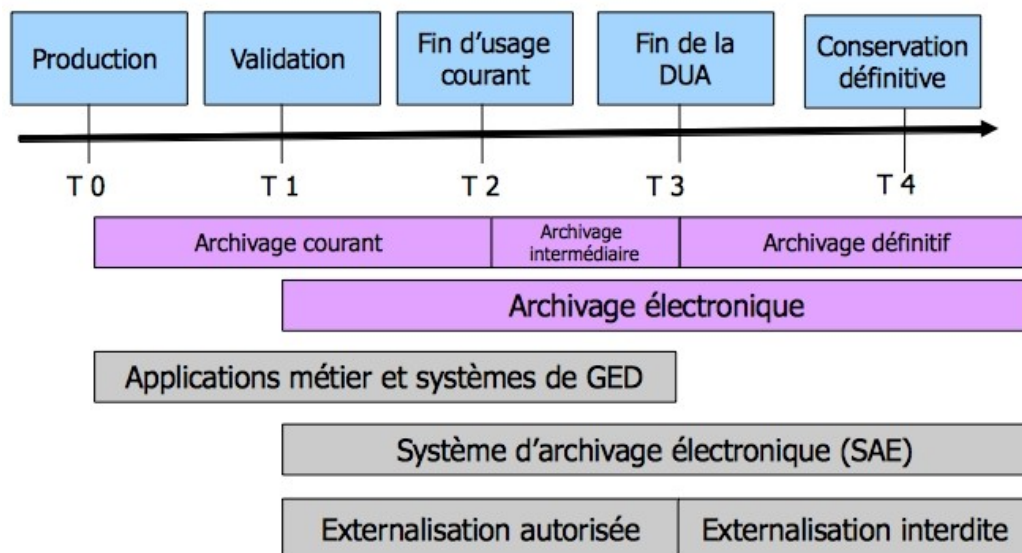 Production
Validation
Fin d'usage
courant
Fin de la
DUA
Conservation
définitive
T 0
T 1
T 2
T 3
T 4
Archivage courant
Archivage
intermédiaire
Archivage définitif
Archivage électronique
Applications métier et systèmes de GED
Système d'archivage électronique (SAE)
Externalisation autorisée
Externalisation interdite